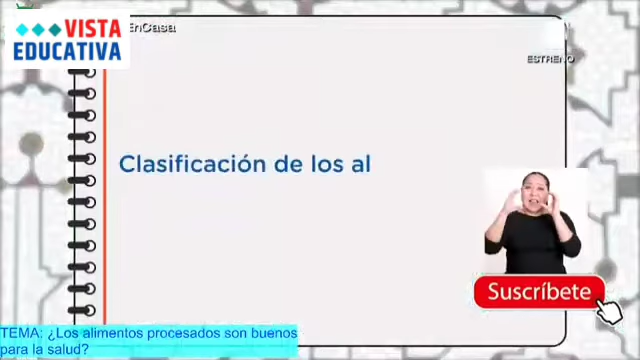 VISTA
EDUCATIVA
EnCasa
ESTRENO
Clasificación de los al
Suscríbete
TEMA: ¿Los alimentos procesados son buenos
para la salud?